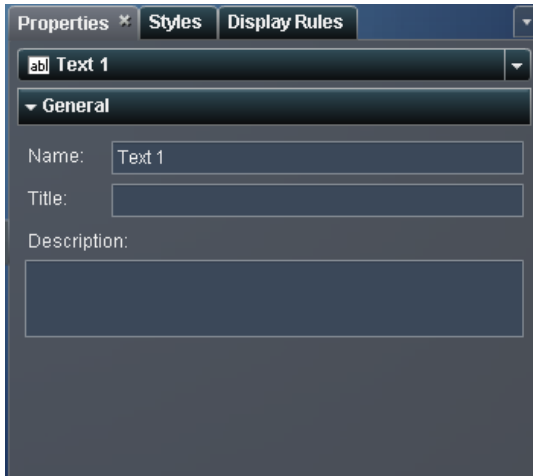 Properties Styles Display Rules
abl Text 1
General
Name: Text 1
Title:
Description: